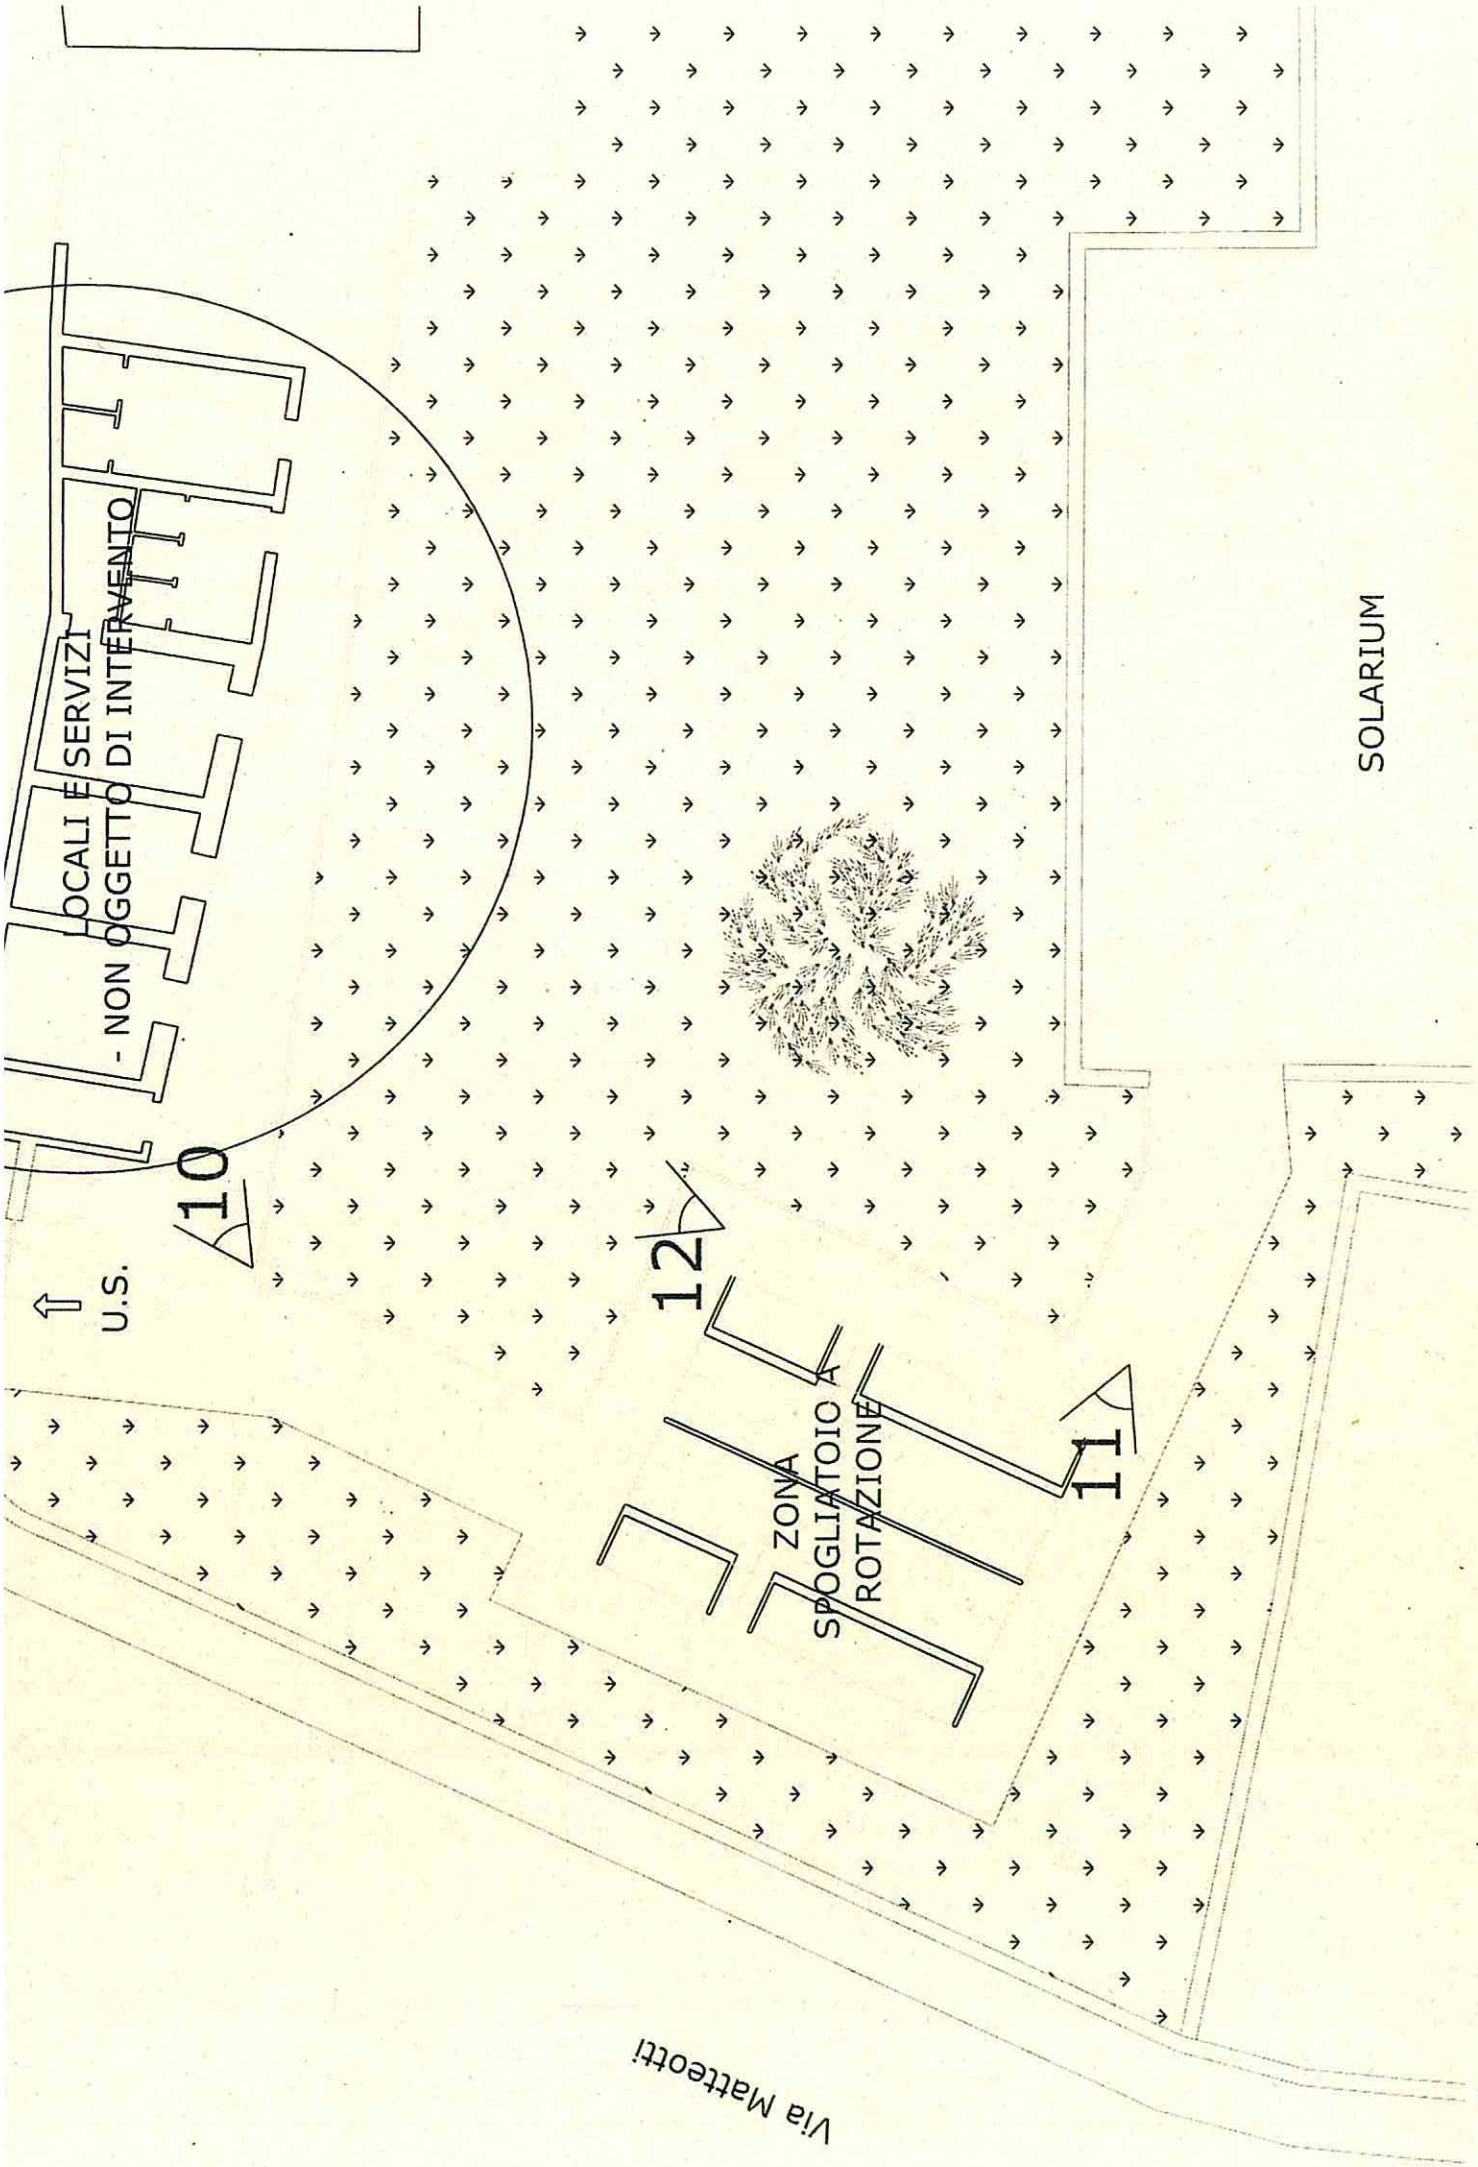 LOCALI E SERVIZI
- NON OGGETTO DI INTERVENTO
10
U.S.
12
11
ZONA
SPOGLIATOIO A
ROTAZIONE
SOLARIUM
Via Matteotti